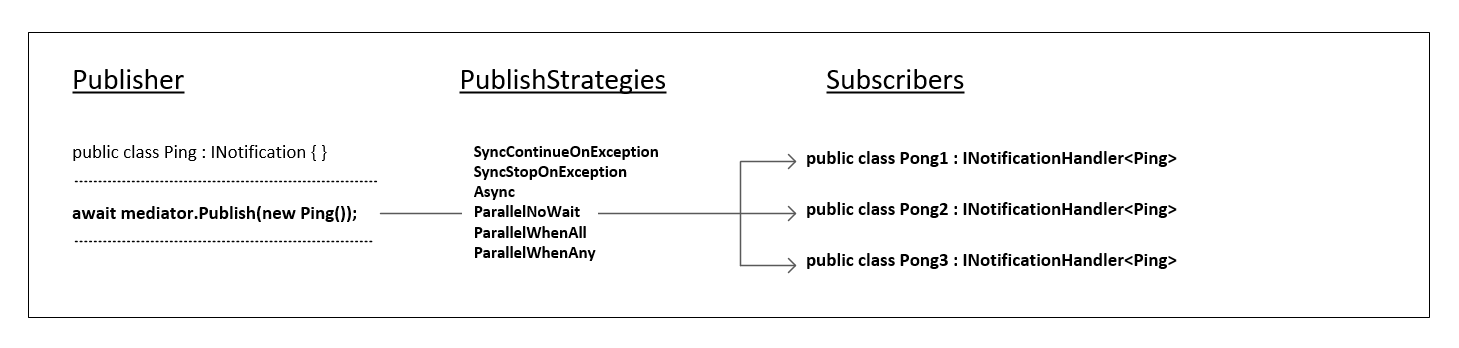 Publisher
public class Ping : INotification { }
await mediator.Publish(new Ping());
PublishStrategies
SyncContinueOnException
SyncStopOnException
Async
ParallelNoWait
ParallelWhenAll
ParallelWhenAny
Subscribers
public class Pong1 : INotificationHandler<Ping>
public class Pong2 : INotificationHandler<Ping>
public class Pong3 : INotificationHandler<Ping>